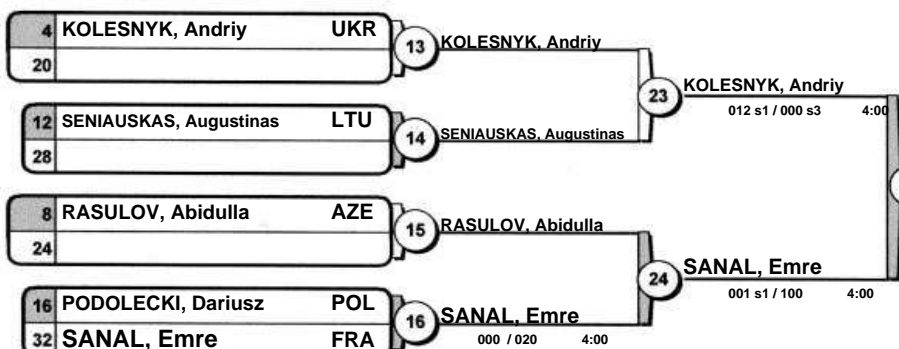 4 KOLESNYK, Andriy UKR
20
13 KOLESNYK, Andriy
12 SENIAUSKAS, Augustinas LTU
28
14 SENIAUSKAS, Augustinas
23 KOLESNYK, Andriy
012 s1 / 000 s3 4:00
8 RASULOV, Abidulla AZE
24
15 RASULOV, Abidulla
16 PODOLECKI, Dariusz POL
32 SANAL, Emre FRA
16 SANAL, Emre
000 / 020 4:00
24 SANAL, Emre
001 s1 / 100 4:00